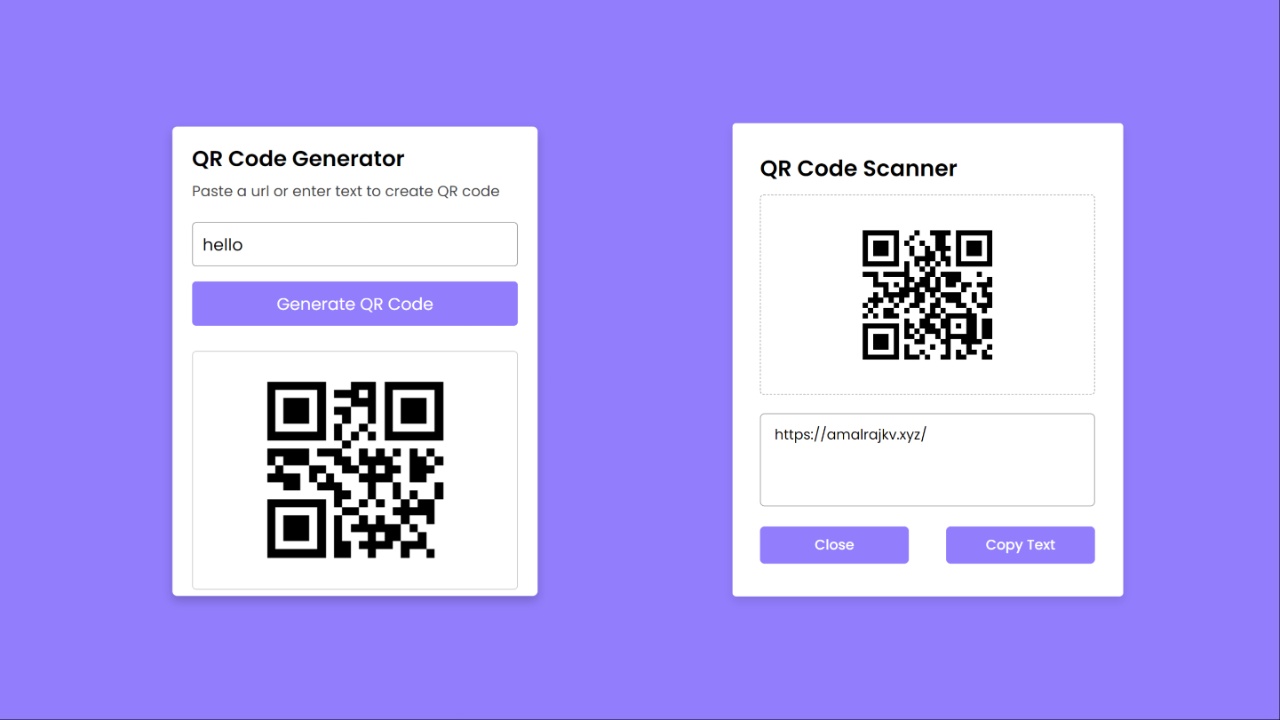 QR Code Generator
Paste a url or enter text to create QR code
hello
Generate QR Code
QR Code Scanner
https://amalrajkv.xyz/
Close
Copy Text